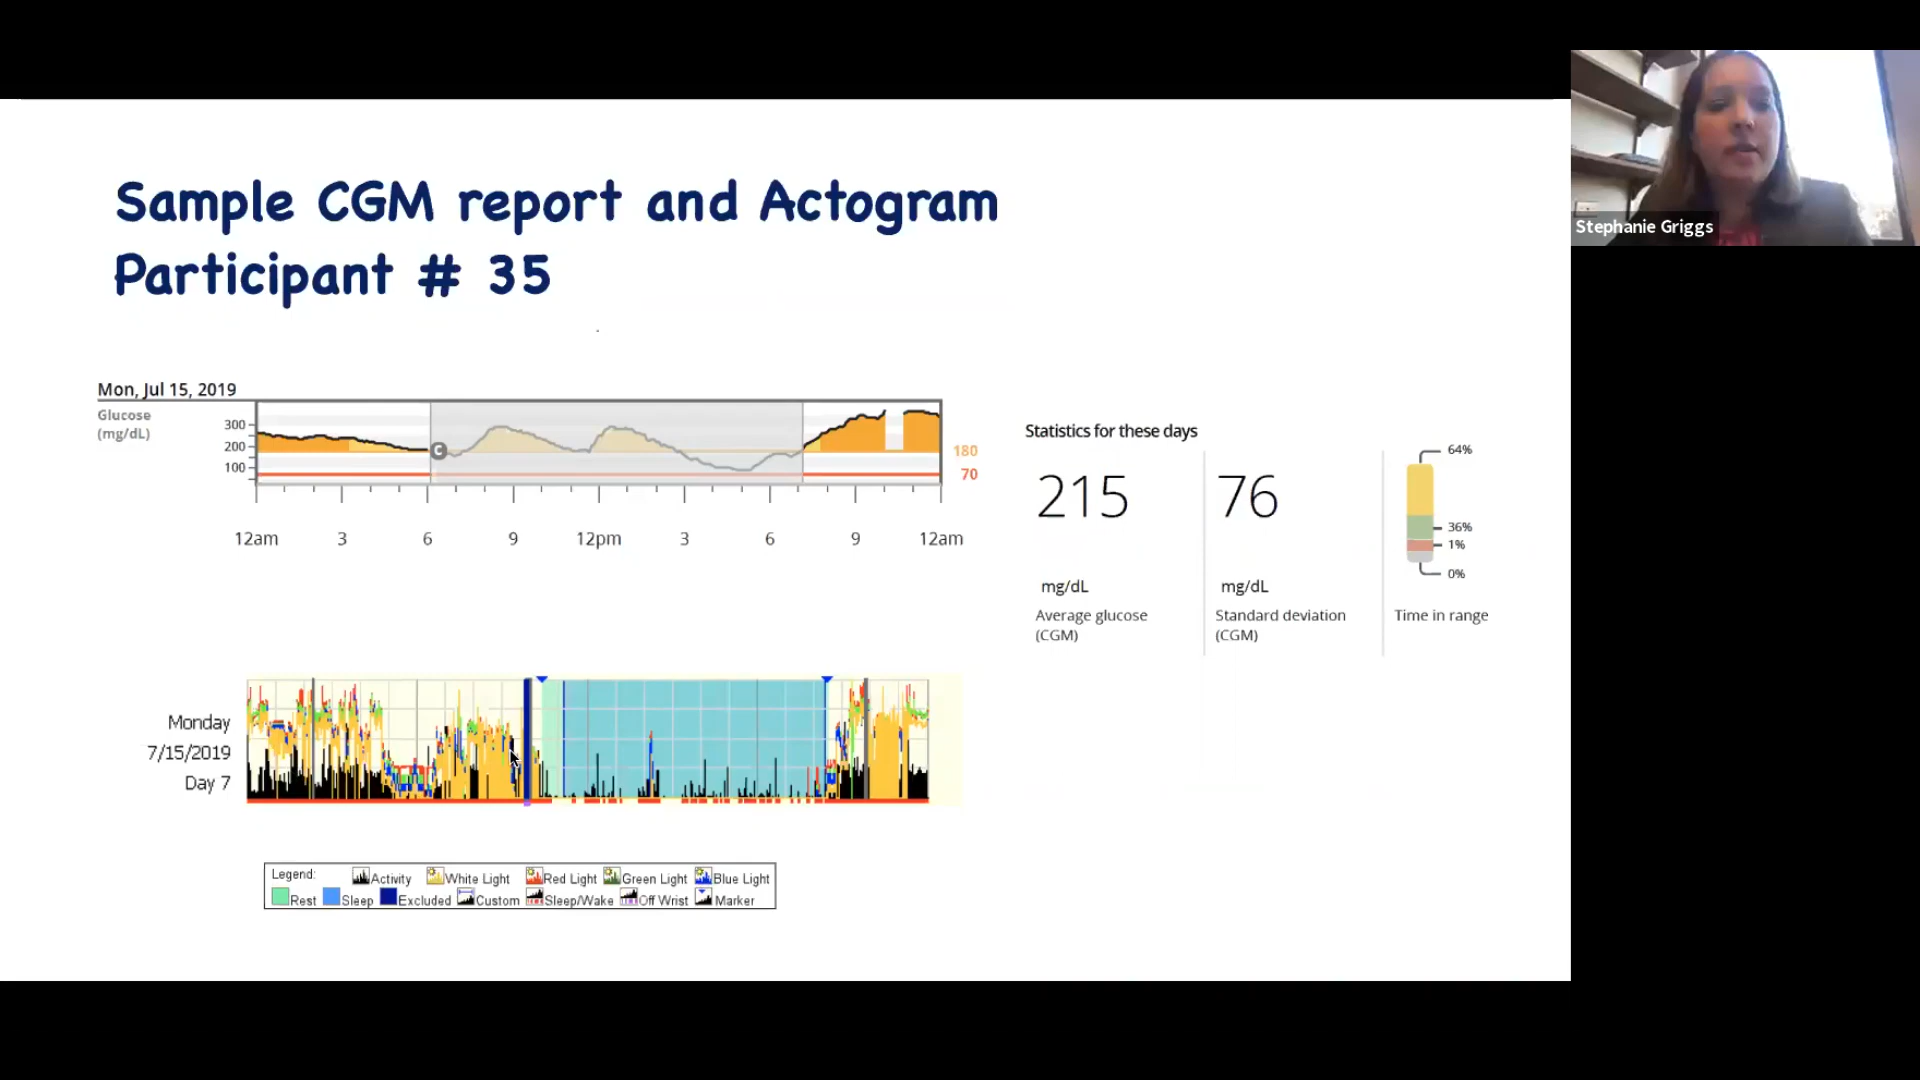 Stephanie Griggs
Sample CGM report and Actogram
Participant # 35
Mon, Jul 15, 2019
Glucose
(mg/dL)
300
200
100
180
70
12am 3 6 9 12pm 3 6 9 12am
C
Statistics for these days
215
mg/dL
Average glucose
(CGM)
76
mg/dL
Standard deviation
(CGM)
64%
36%
1%
0%
Time in range
Monday
7/15/2019
Day 7
Legend: Activity White Light Red Light Green Light Blue Light
Rest Sleep Excluded Custom Sleep/Wake Off Wrist Marker